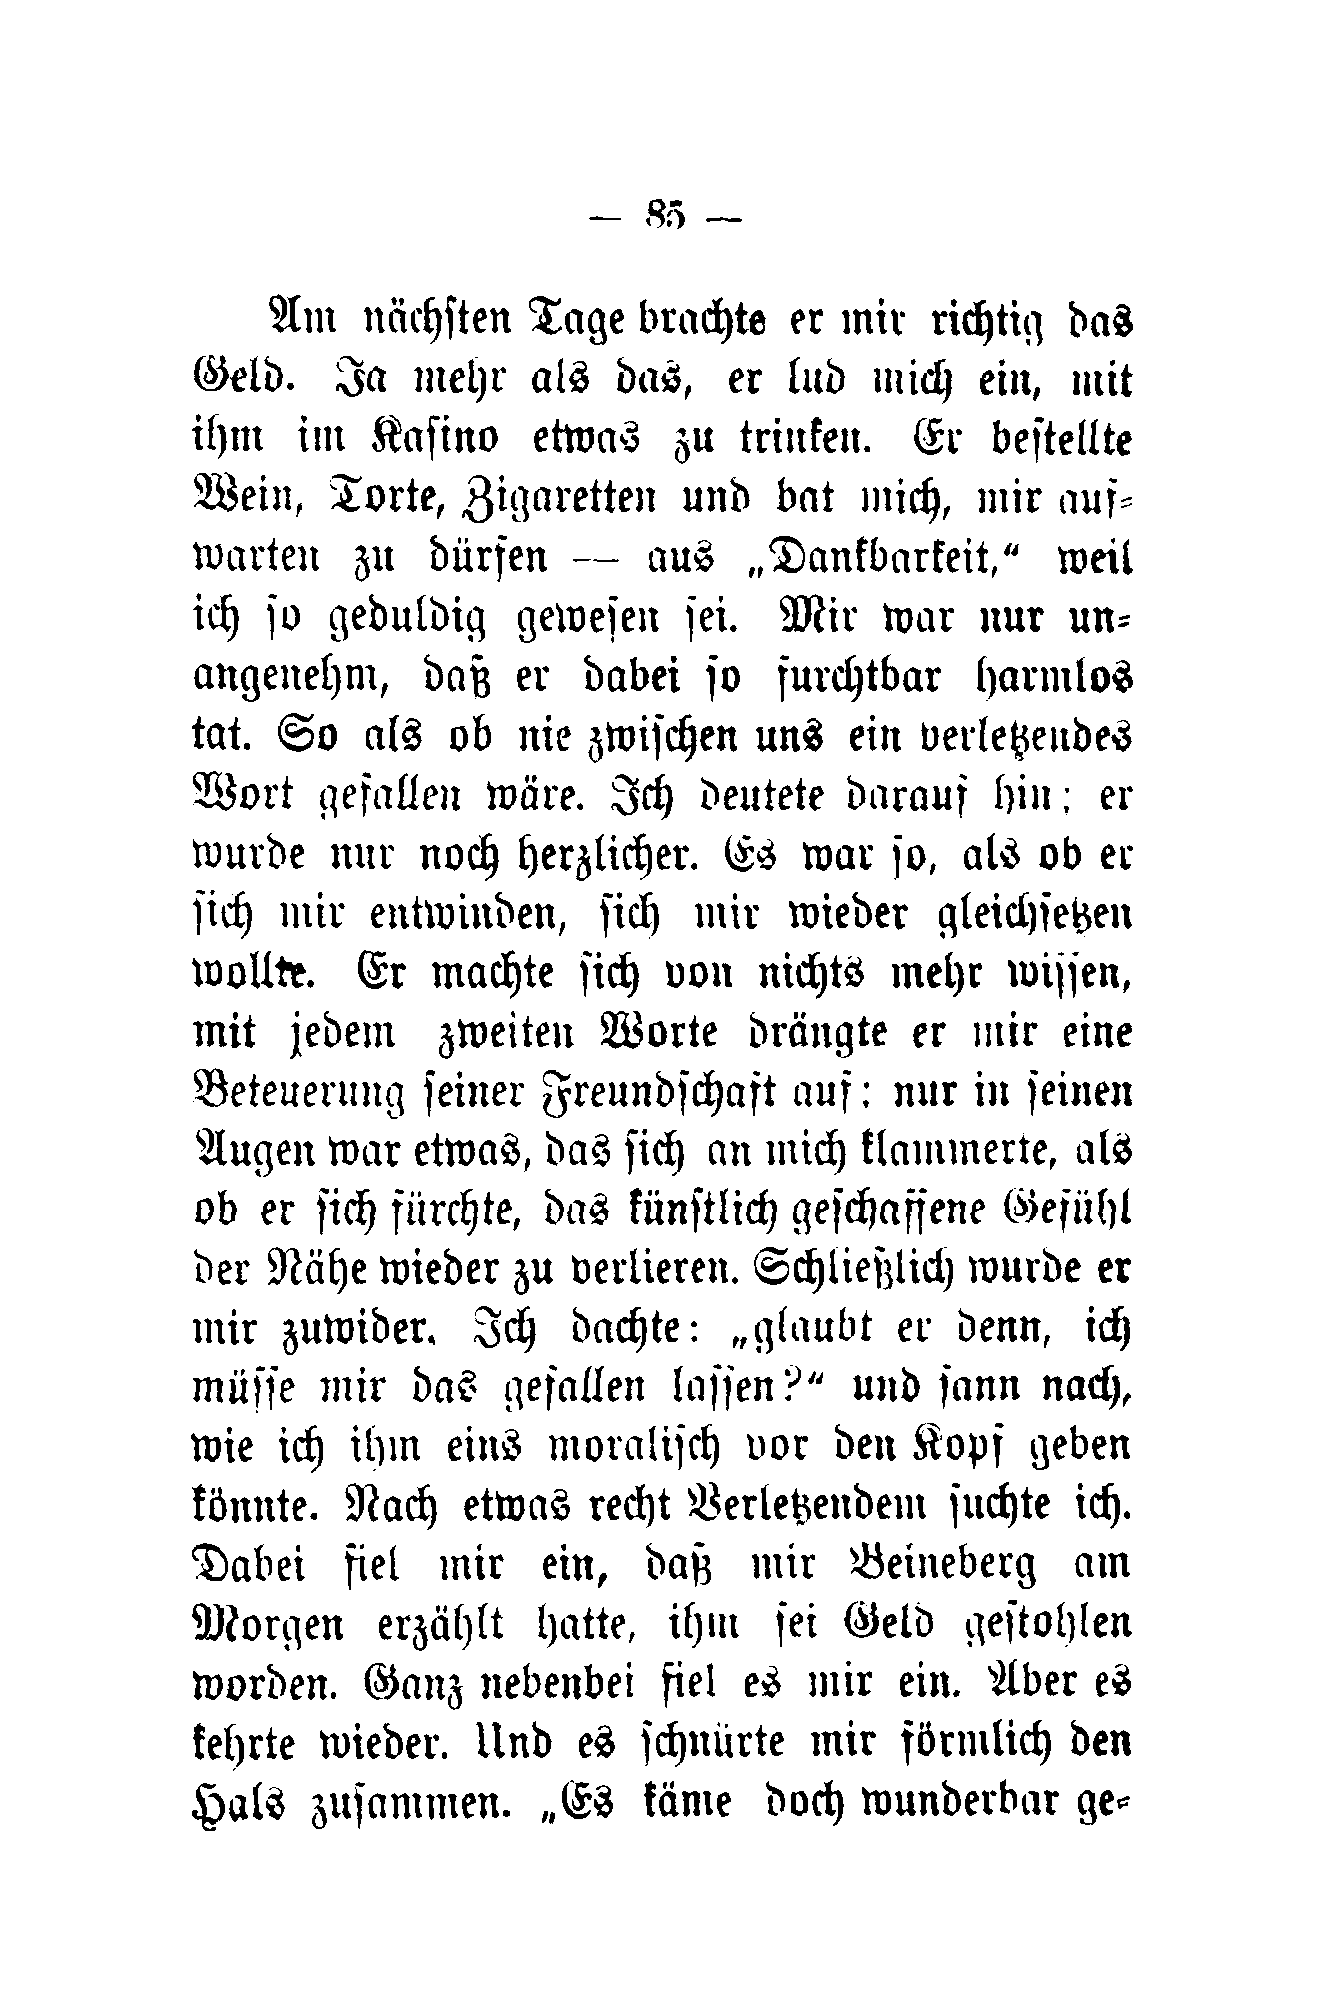 — 85 —
Am nächsten Tage brachte er mir richtig das
Geld. Ja mehr als das, er lud mich ein, mit
ihm im Kasino etwas zu trinken. Er bestellte
Wein, Torte, Zigaretten und bat mich, mir auf-
warten zu dürfen — aus „Dankbarkeit,“ weil
ich so geduldig gewesen sei. Mir war nur un-
angenehm, daß er dabei so furchtbar harmlos
tat. So als ob nie zwischen uns ein verletzendes
Wort gefallen wäre. Ich deutete darauf hin; er
wurde nur noch herzlicher. Es war so, als ob er
sich mir entwinden, sich mir wieder gleichsetzen
wollte. Er machte sich von nichts mehr wissen,
mit jedem zweiten Worte drängte er mir eine
Beteuerung seiner Freundschaft auf; nur in seinen
Augen war etwas, das sich an mich klammerte, als
ob er sich fürchte, das künstlich geschaffene Gefühl
der Nähe wieder zu verlieren. Schließlich wurde er
mir zuwider. Ich dachte: „glaubt er denn, ich
müsse mir das gefallen lassen?“ und sann nach,
wie ich ihm eins moralisch vor den Kopf geben
könnte. Nach etwas recht Verletzendem suchte ich.
Dabei fiel mir ein, daß mir Beineberg am
Morgen erzählt hatte, ihm sei Geld gestohlen
worden. Ganz nebenbei fiel es mir ein. Aber es
kehrte wieder. Und es schnürte mir förmlich den
Hals zusammen. „Es käme doch wunderbar ge-